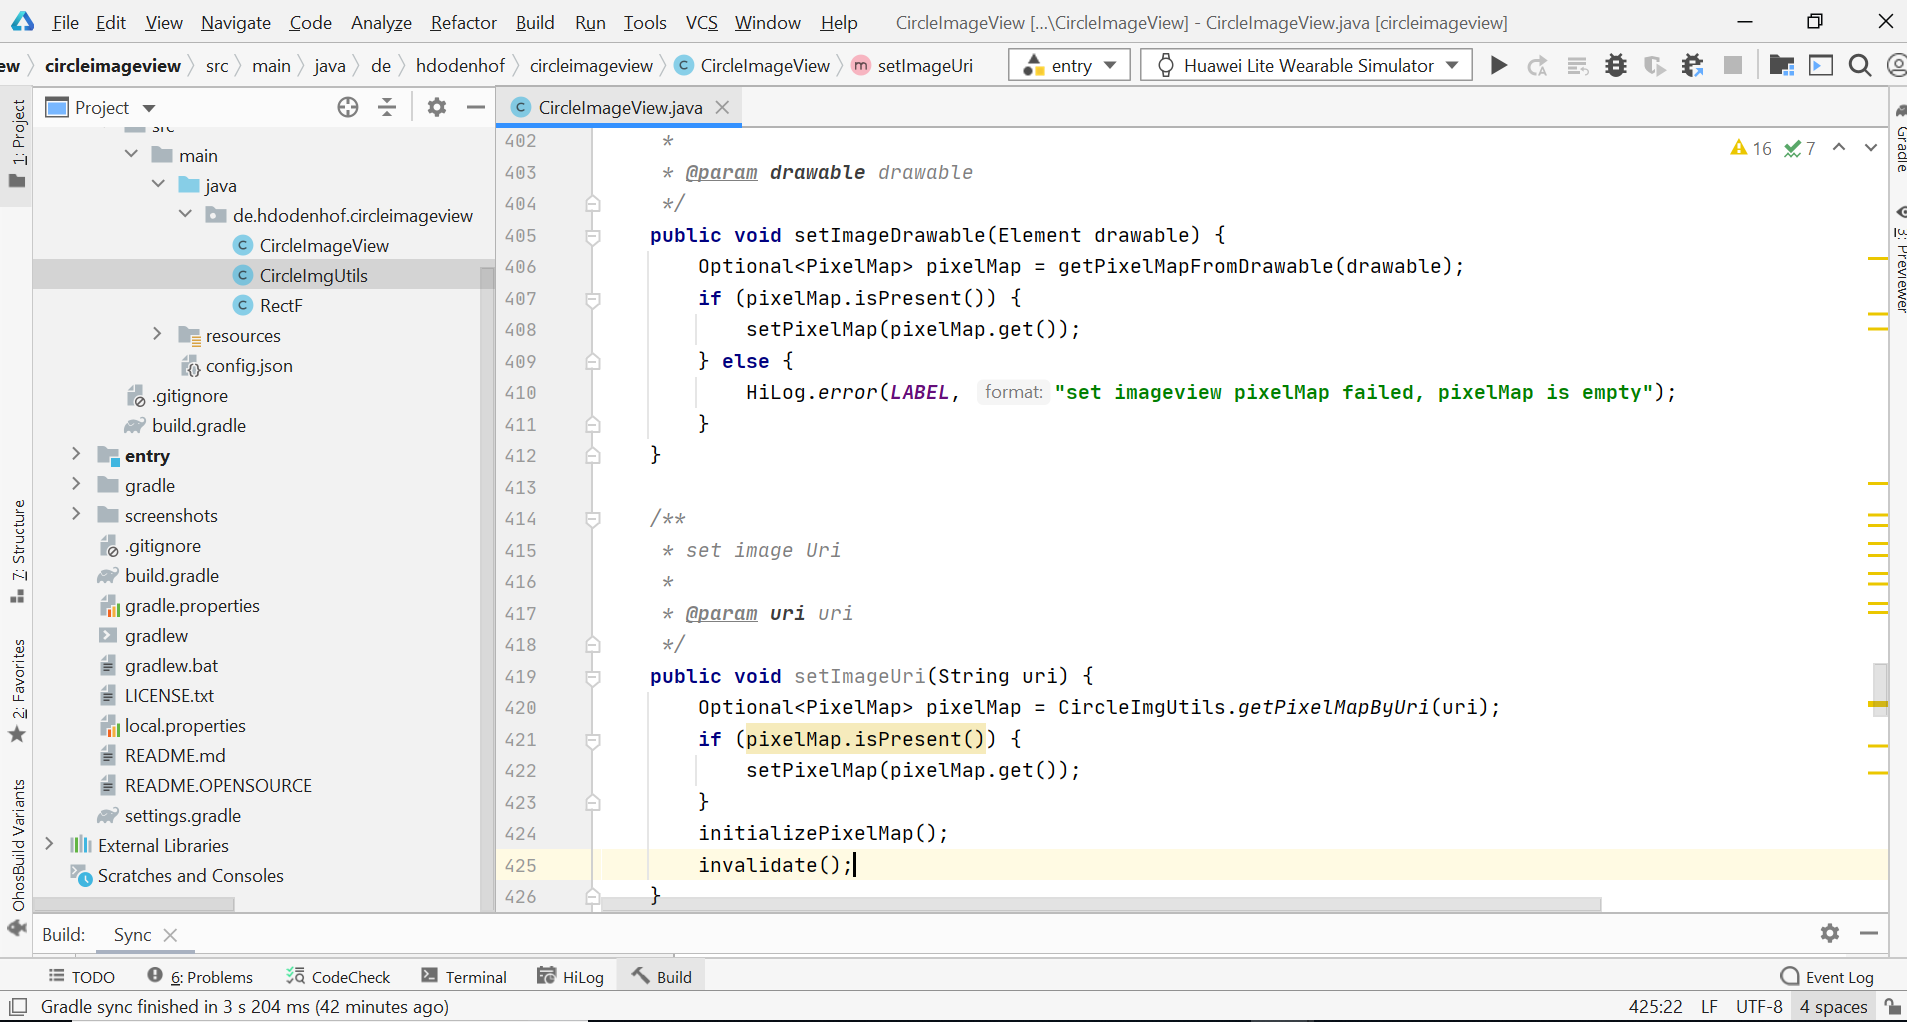 File Edit View Navigate Code Analyze Refactor Build Run Tools VCS Window Help CircleImageView [...\CircleImageView] - CircleImageView.java [circleimageview]
ew circleimageview src main java de hdodenhof circleimageview CircleImageView setImageUri entry Huawei Lite Wearable Simulator
1: Project
7: Structure
2: Favorites
OhosBuild Variants
Project
src
main
java
de.hdodenhof.circleimageview
CircleImageView
CircleImgUtils
RectF
resources
config.json
.gitignore
build.gradle
entry
gradle
screenshots
.gitignore
build.gradle
gradle.properties
gradlew
gradlew.bat
LICENSE.txt
local.properties
README.md
README.OPENSOURCE
settings.gradle
External Libraries
Scratches and Consoles
CircleImageView.java
16 7
402 *
403 * @param drawable drawable
404 */
405 public void setImageDrawable(Element drawable) {
406 Optional<PixelMap> pixelMap = getPixelMapFromDrawable(drawable);
407 if (pixelMap.isPresent()) {
408 setPixelMap(pixelMap.get());
409 } else {
410 HiLog.error(LABEL, format: "set imageview pixelMap failed, pixelMap is empty");
411 }
412 }
413
414 /**
415 * set image Uri
416 *
417 * @param uri uri
418 */
419 public void setImageUri(String uri) {
420 Optional<PixelMap> pixelMap = CircleImgUtils.getPixelMapByUri(uri);
421 if (pixelMap.isPresent()) {
422 setPixelMap(pixelMap.get());
423 }
424 initializePixelMap();
425 invalidate();
426 }
Gradle
3: Previewer
Build: Sync
TODO 6: Problems CodeCheck Terminal HiLog Build Event Log
Gradle sync finished in 3 s 204 ms (42 minutes ago) 425:22 LF UTF-8 4 spaces